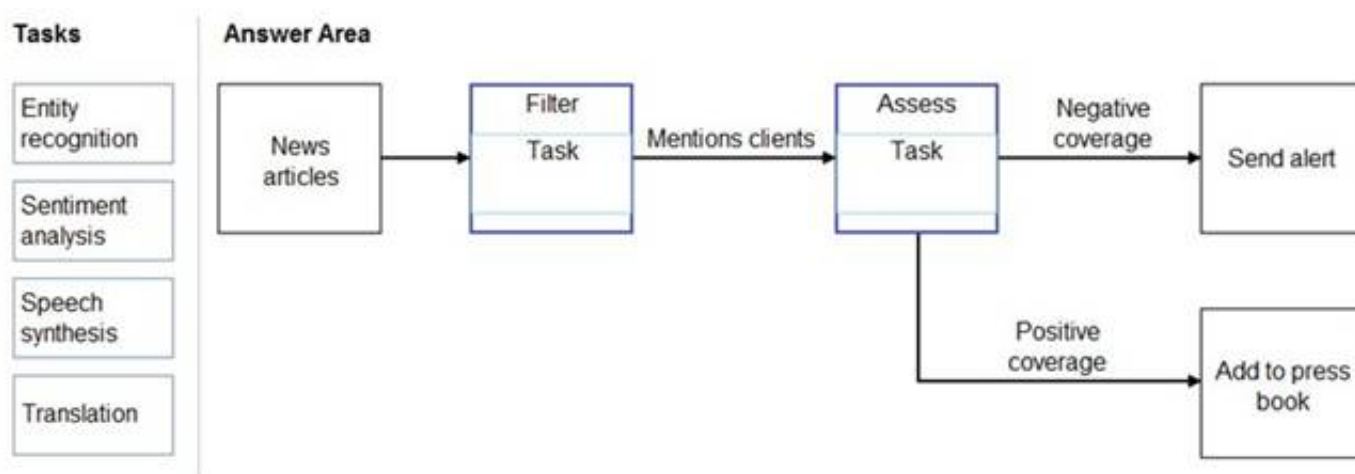 Tasks
Entity
recognition
Sentiment
analysis
Speech
synthesis
Translation
Answer Area
News
articles
Filter
Task
Mentions clients
Assess
Task
Negative
coverage
Send alert
Positive
coverage
Add to press
book